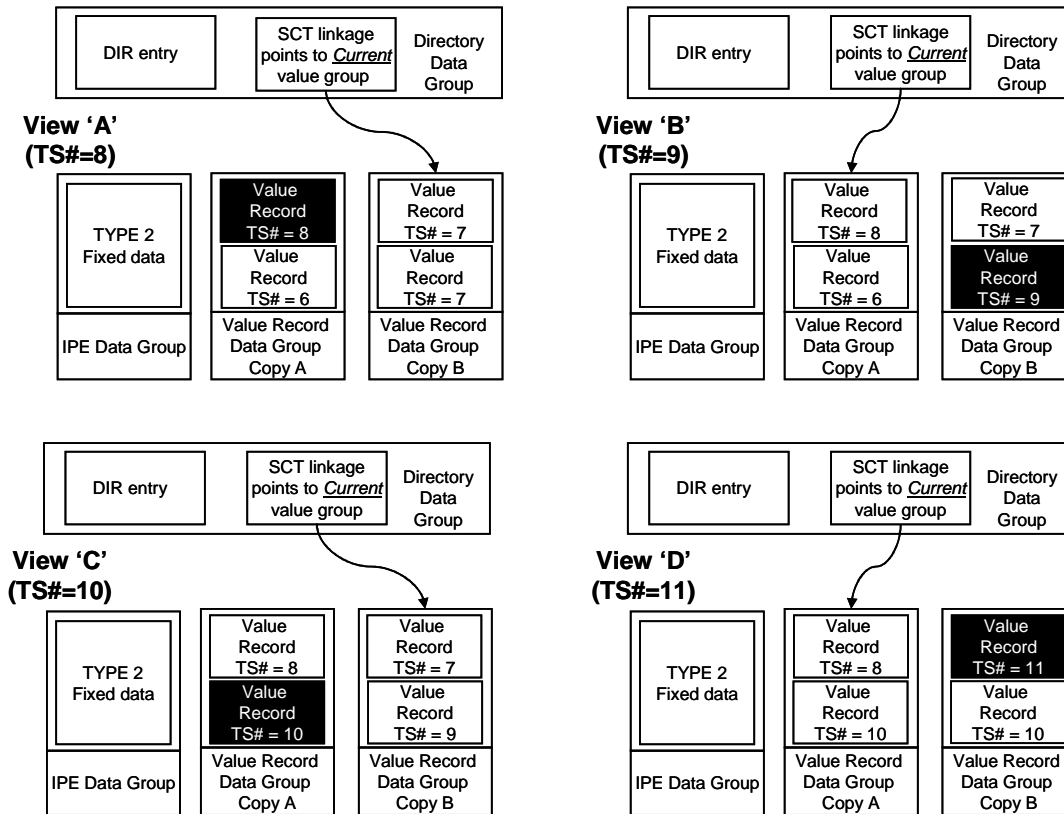 DIR entry
SCT linkage
points to Current
value group
Directory
Data
Group
View ‘A’
(TS#=8)
TYPE 2
Fixed data
IPE Data Group
Value
Record
TS# = 8
Value
Record
TS# = 6
Value Record
Data Group
Copy A
Value
Record
TS# = 7
Value
Record
TS# = 7
Value Record
Data Group
Copy B
DIR entry
SCT linkage
points to Current
value group
Directory
Data
Group
View ‘B’
(TS#=9)
TYPE 2
Fixed data
IPE Data Group
Value
Record
TS# = 8
Value
Record
TS# = 6
Value Record
Data Group
Copy A
Value
Record
TS# = 7
Value
Record
TS# = 9
Value Record
Data Group
Copy B
DIR entry
SCT linkage
points to Current
value group
Directory
Data
Group
View ‘C’
(TS#=10)
TYPE 2
Fixed data
IPE Data Group
Value
Record
TS# = 8
Value
Record
TS# = 10
Value Record
Data Group
Copy A
Value
Record
TS# = 7
Value
Record
TS# = 9
Value Record
Data Group
Copy B
DIR entry
SCT linkage
points to Current
value group
Directory
Data
Group
View ‘D’
(TS#=11)
TYPE 2
Fixed data
IPE Data Group
Value
Record
TS# = 8
Value
Record
TS# = 10
Value Record
Data Group
Copy A
Value
Record
TS# = 11
Value
Record
TS# = 10
Value Record
Data Group
Copy B